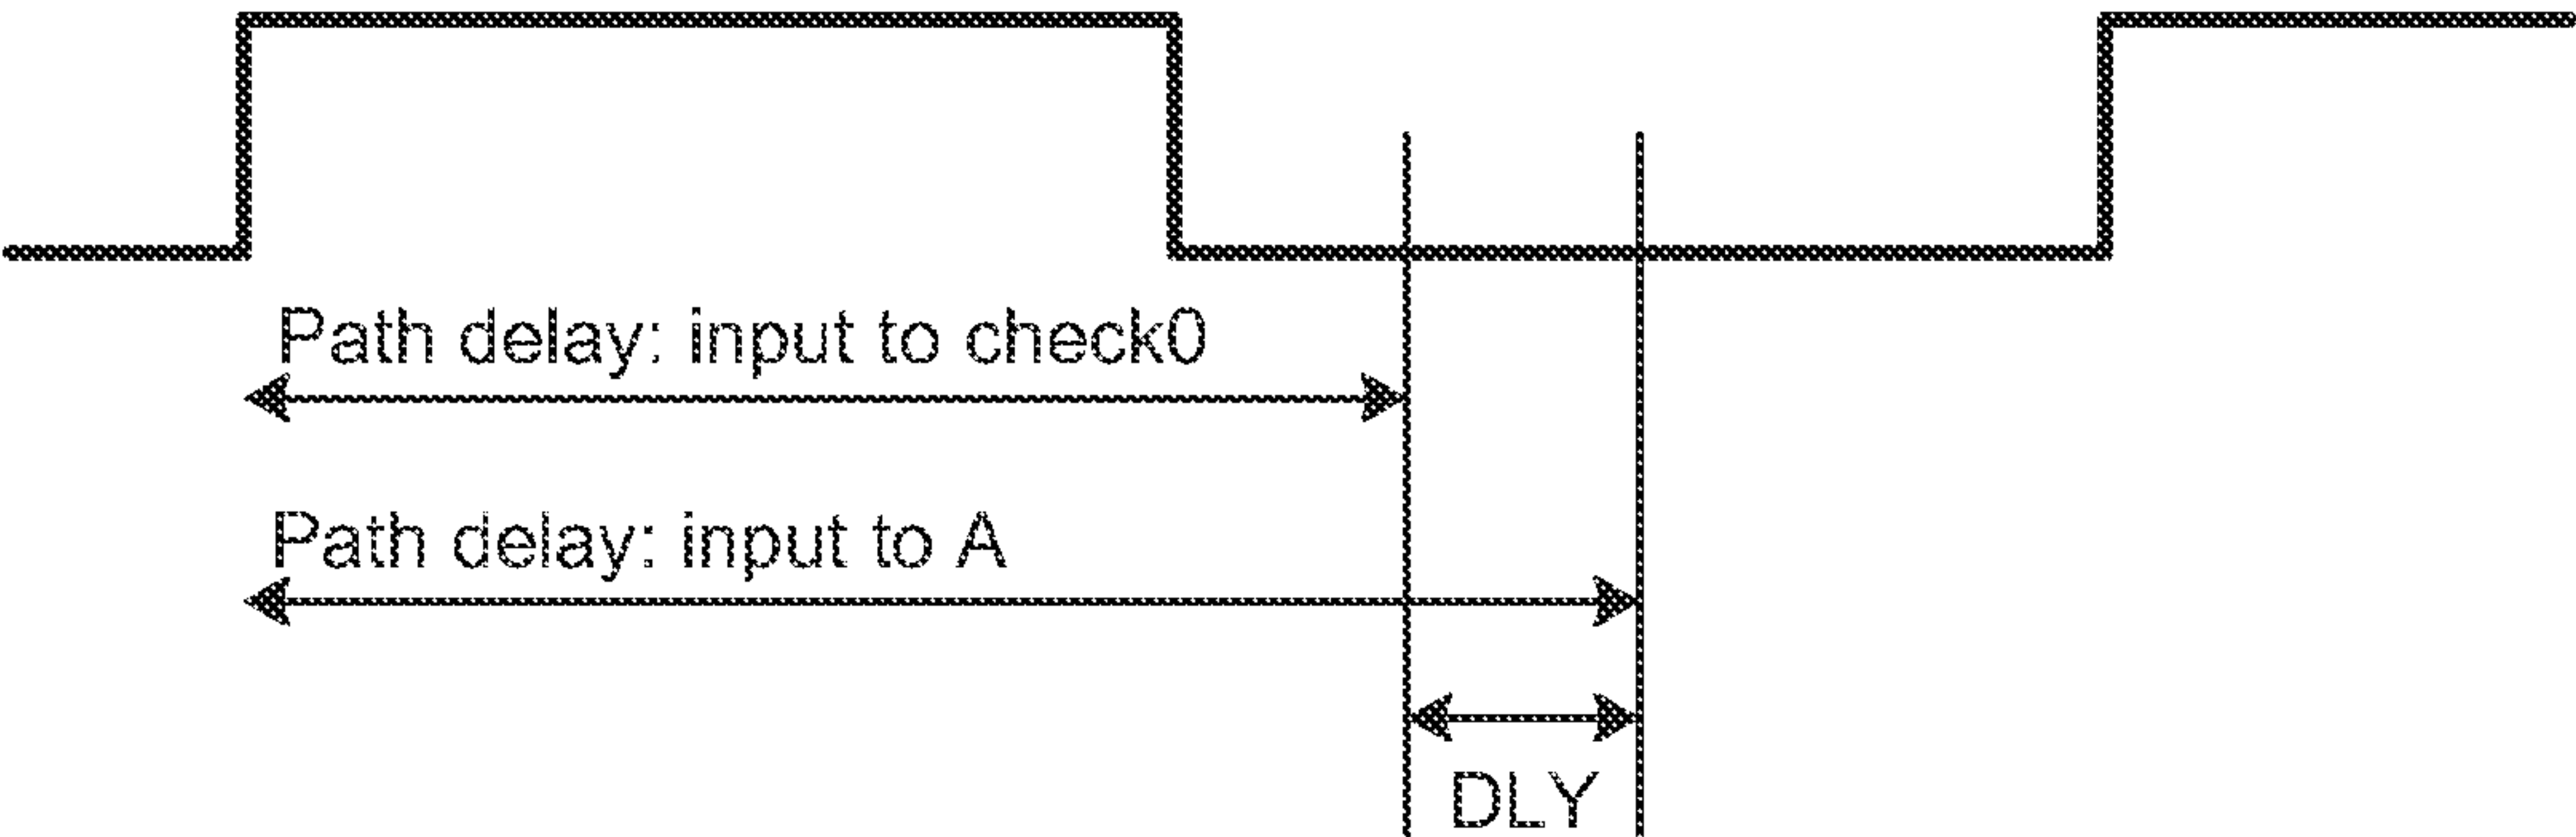 Path delay: input to check0
Path delay: input to A
DLY